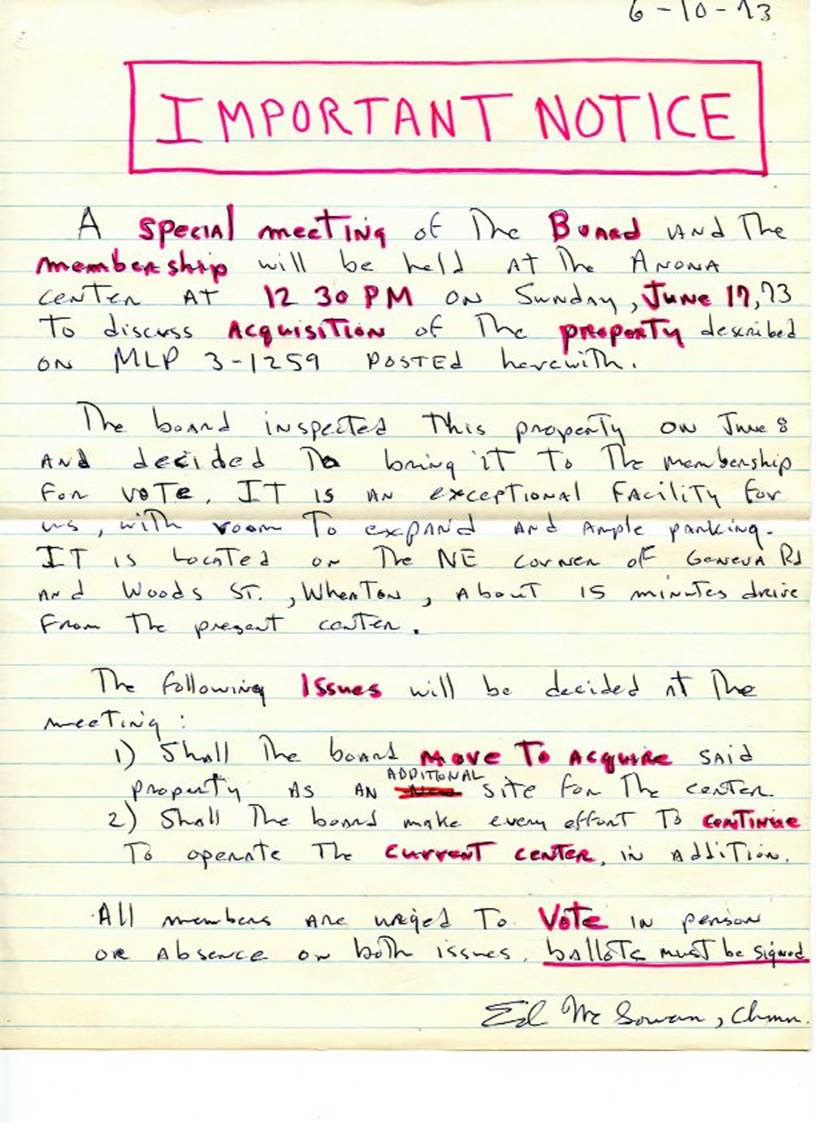 6-10-73
IMPORTANT NOTICE
A special meeting of the Board and the
membership will be held at the Anona
center at 12 30 PM on Sunday, June 17, 73
to discuss acquisition of the property described
on MLP 3-1259 posted herewith.
The board inspected this property on June 8
and decided to bring it to the membership
for vote. It is an exceptional facility for
us, with room to expand and ample parking.
It is located on the NE corner of Geneva Rd
and Woods St., Wheaton, about 15 minutes drive
from the present center.
The following issues will be decided at the
meeting:
1) Shall the board move to acquire said
ADDITIONAL
property as an site for the center.
2) Shall the board make every effort to continue
to operate the current center, in addition.
All members are urged to vote in person
or absence on both issues. ballots must be signed
Ed McGowan, Chmn.